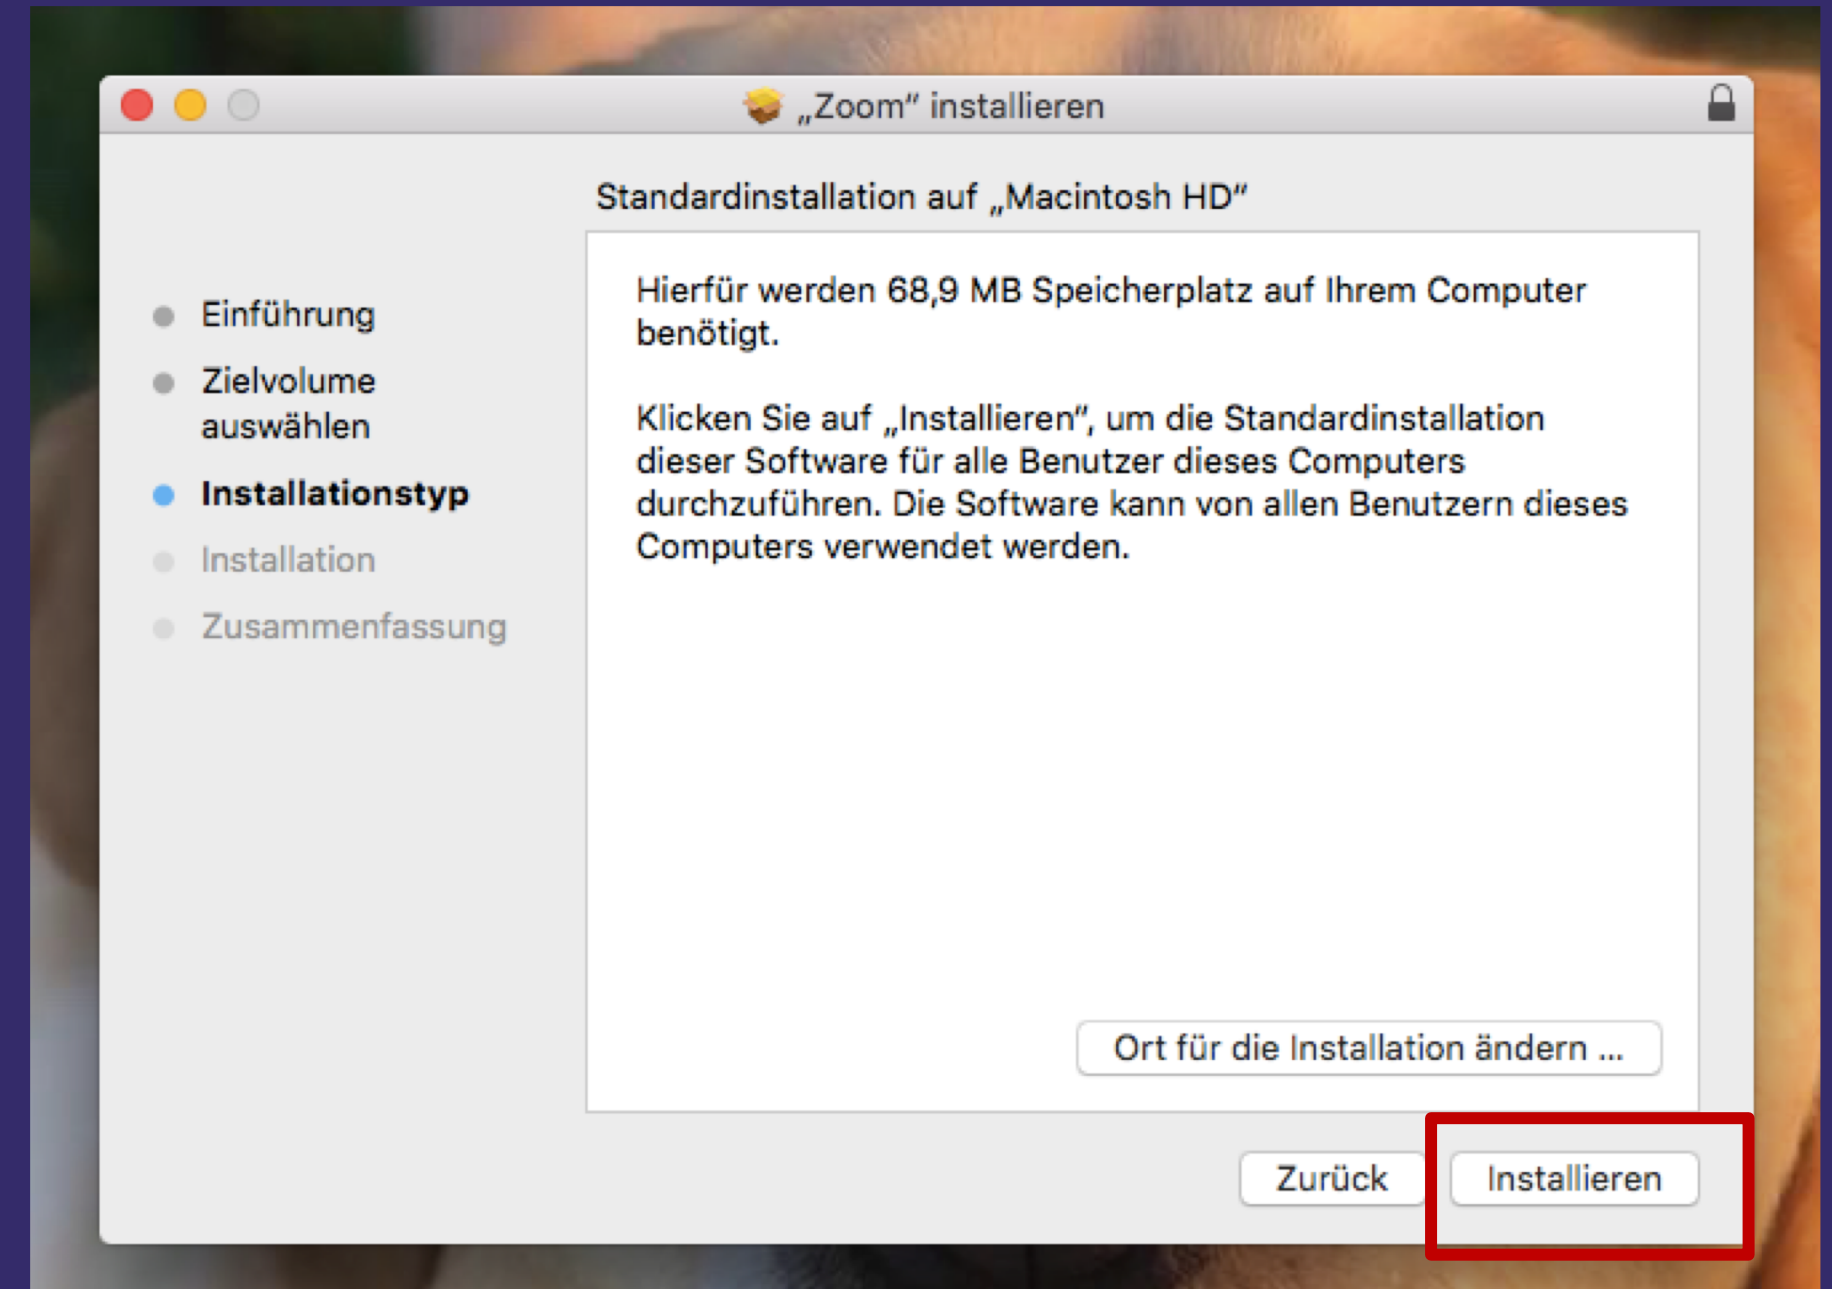 „Zoom“ installieren
Standardinstallation auf „Macintosh HD“
Einführung
Zielvolume
auswählen
Installationstyp
Installation
Zusammenfassung
Hierfür werden 68,9 MB Speicherplatz auf Ihrem Computer
benötigt.
Klicken Sie auf „Installieren“, um die Standardinstallation
dieser Software für alle Benutzer dieses Computers
durchzuführen. Die Software kann von allen Benutzern dieses
Computers verwendet werden.
Ort für die Installation ändern ...
Zurück
Installieren